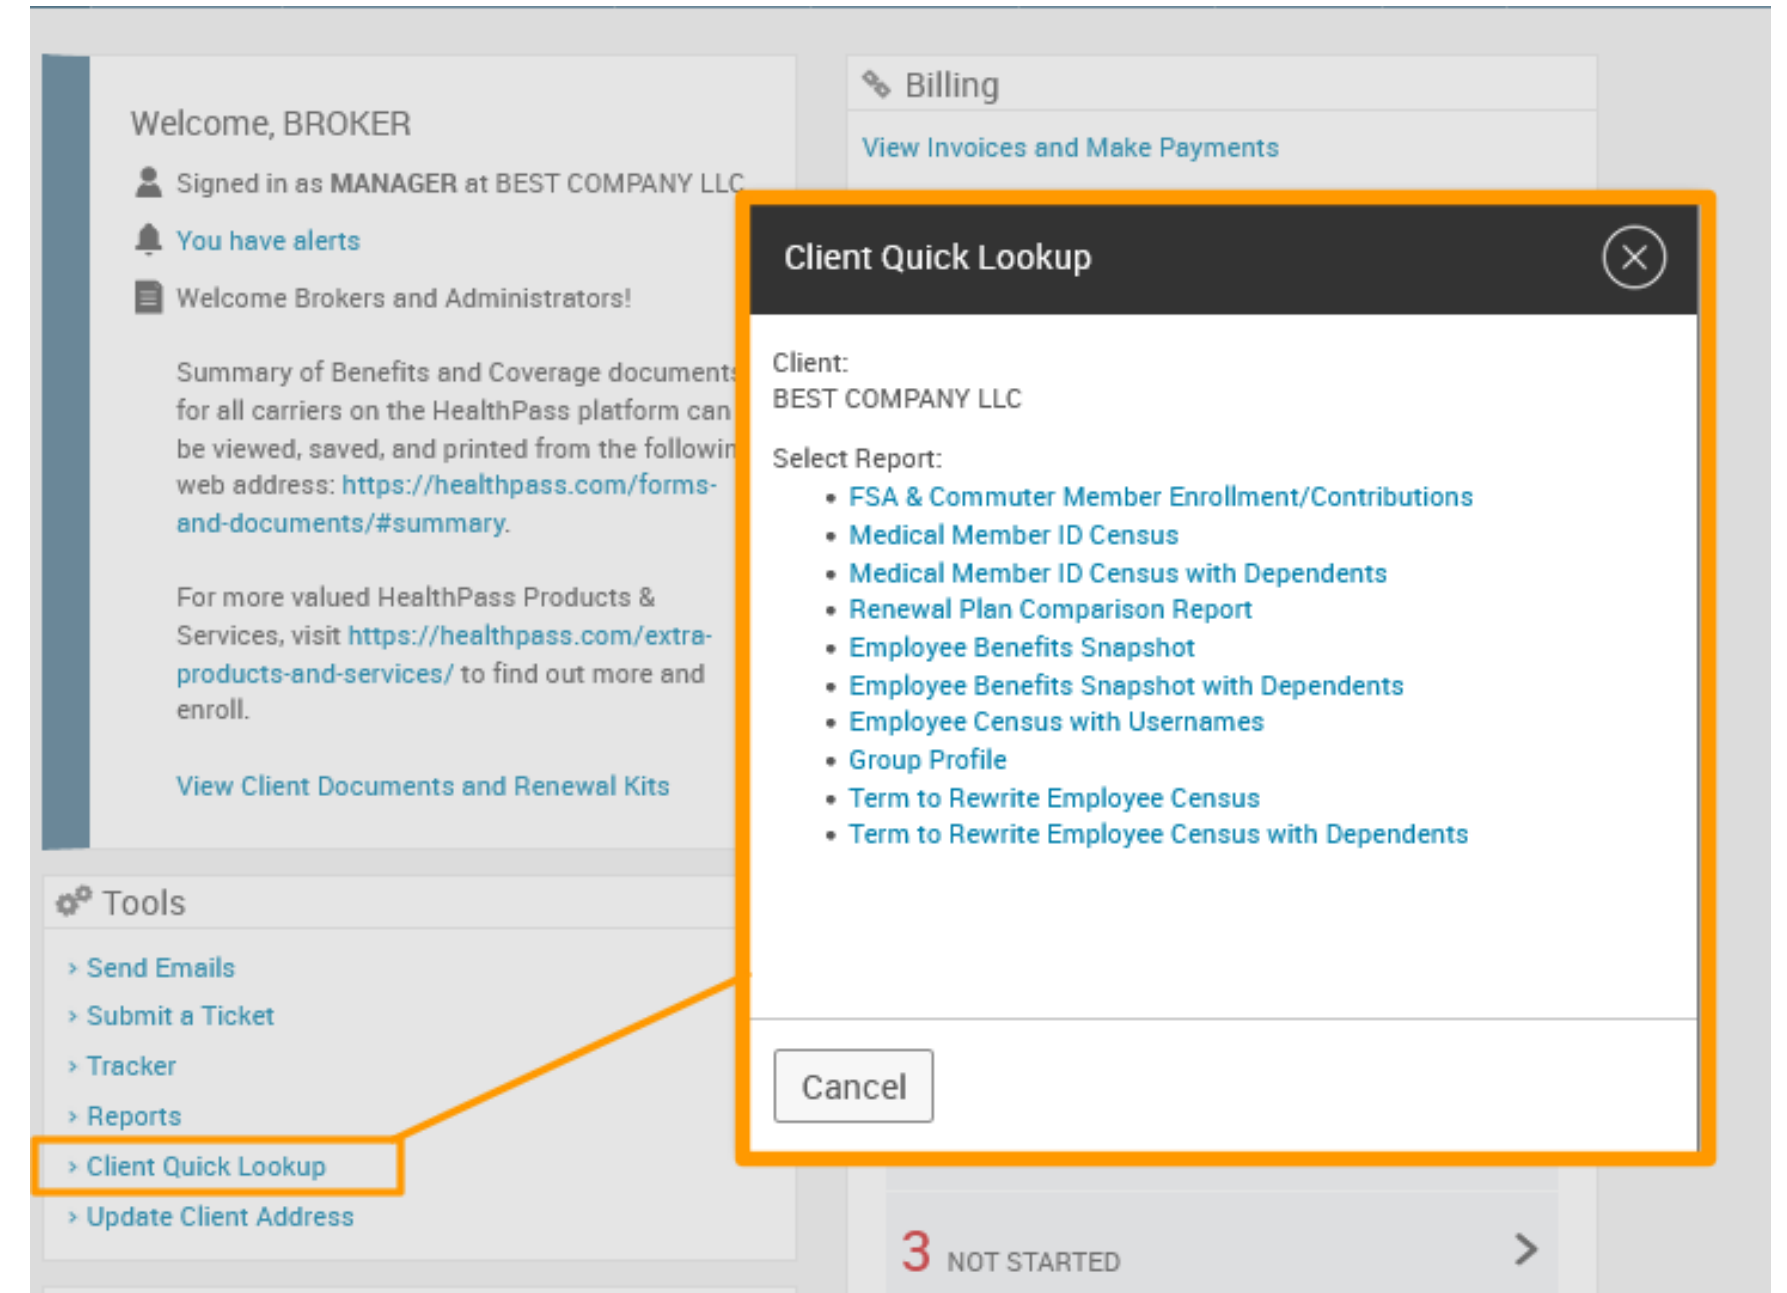 Welcome, BROKER
Signed in as MANAGER at BEST COMPANY LLC
You have alerts
Welcome Brokers and Administrators!
Summary of Benefits and Coverage documents
for all carriers on the HealthPass platform can
be viewed, saved, and printed from the followin
web address: https://healthpass.com/forms-
and-documents/#summary.
For more valued HealthPass Products &
Services, visit https://healthpass.com/extra-
products-and-services/ to find out more and
enroll.
View Client Documents and Renewal Kits
Tools
> Send Emails
> Submit a Ticket
> Tracker
> Reports
> Client Quick Lookup
> Update Client Address
Billing
View Invoices and Make Payments
Client Quick Lookup
Client:
BEST COMPANY LLC
Select Report:
• FSA & Commuter Member Enrollment/Contributions
• Medical Member ID Census
• Medical Member ID Census with Dependents
• Renewal Plan Comparison Report
• Employee Benefits Snapshot
• Employee Benefits Snapshot with Dependents
• Employee Census with Usernames
• Group Profile
• Term to Rewrite Employee Census
• Term to Rewrite Employee Census with Dependents
Cancel
3 NOT STARTED